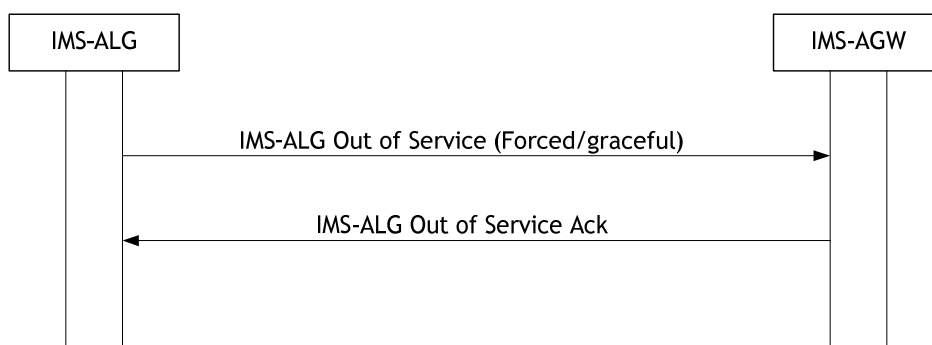 IMS-ALG
IMS-AGW
IMS-ALG Out of Service (Forced/graceful)
IMS-ALG Out of Service Ack